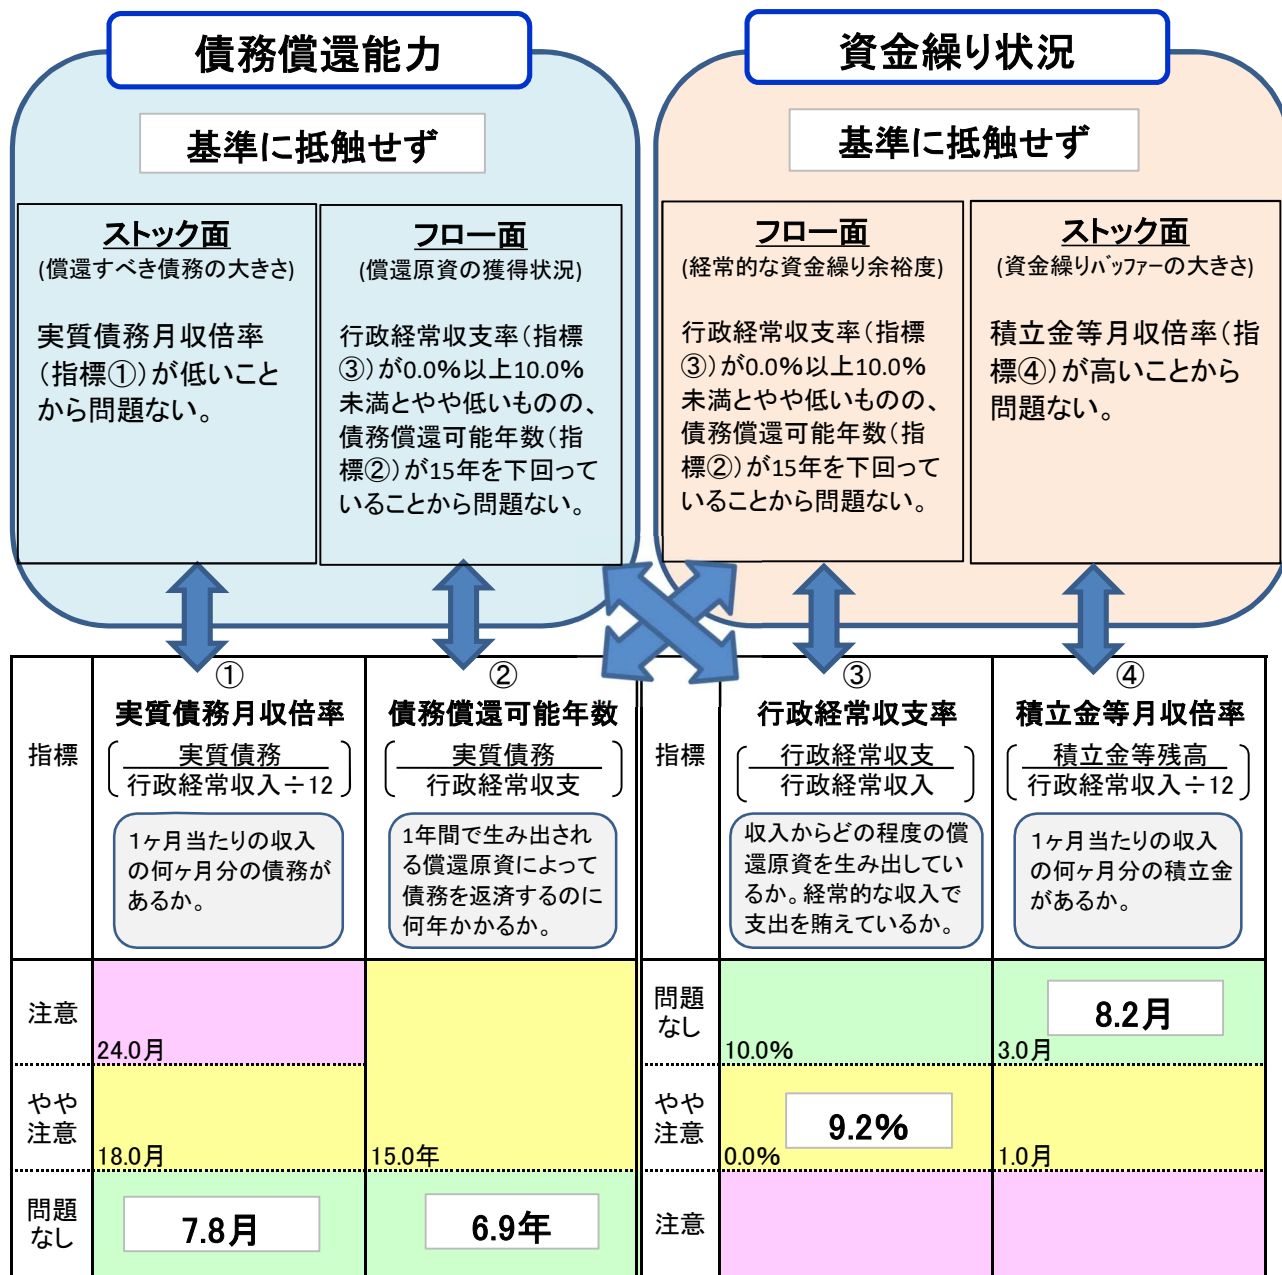 債務償還能力
基準に抵触せず
ストック面
(償還すべき債務の大きさ)
実質債務月収倍率
(指標①)が低いこと
から問題ない。
フロー面
(償還原資の獲得状況)
行政経常収支率(指標
③)が0.0%以上10.0%
未満とやや低いものの、
債務償還可能年数(指
標②)が15年を下回って
いることから問題ない。
資金繰り状況
基準に抵触せず
フロー面
(経常的な資金繰り余裕度)
行政経常収支率(指標
③)が0.0%以上10.0%
未満とやや低いものの、
債務償還可能年数(指
標②)が15年を下回って
いることから問題ない。
ストック面
(資金繰りバッファーの大きさ)
積立金等月収倍率(指
標④)が高いことから
問題ない。
指標
①
実質債務月収倍率
実質債務
行政経常収入÷12
1ヶ月当たりの収入
の何ヶ月分の債務が
あるか。
②
債務償還可能年数
実質債務
行政経常収支
1年間で生み出され
る償還原資によって
債務を返済するのに
何年かかるか。
注意
24.0月
やや
注意
18.0月
15.0年
問題
なし
7.8月
6.9年
指標
③
行政経常収支率
行政経常収支
行政経常収入
収入からどの程度の償
還原資を生み出してい
るか。経常的な収入で
支出を賄えているか。
④
積立金等月収倍率
積立金等残高
行政経常収入÷12
1ヶ月当たりの収入
の何ヶ月分の積立金
があるか。
問題
なし
8.2月
10.0%
3.0月
やや
注意
9.2%
0.0%
1.0月
注意